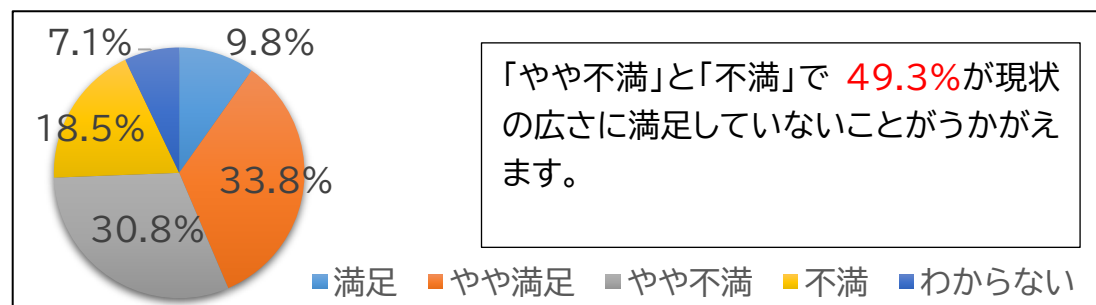 7.1%
9.8%
18.5%
33.8%
30.8%
「やや不満」と「不満」で 49.3%が現状
の広さに満足していないことがうかがえ
ます。
満足 やや満足 やや不満 不満 わからない